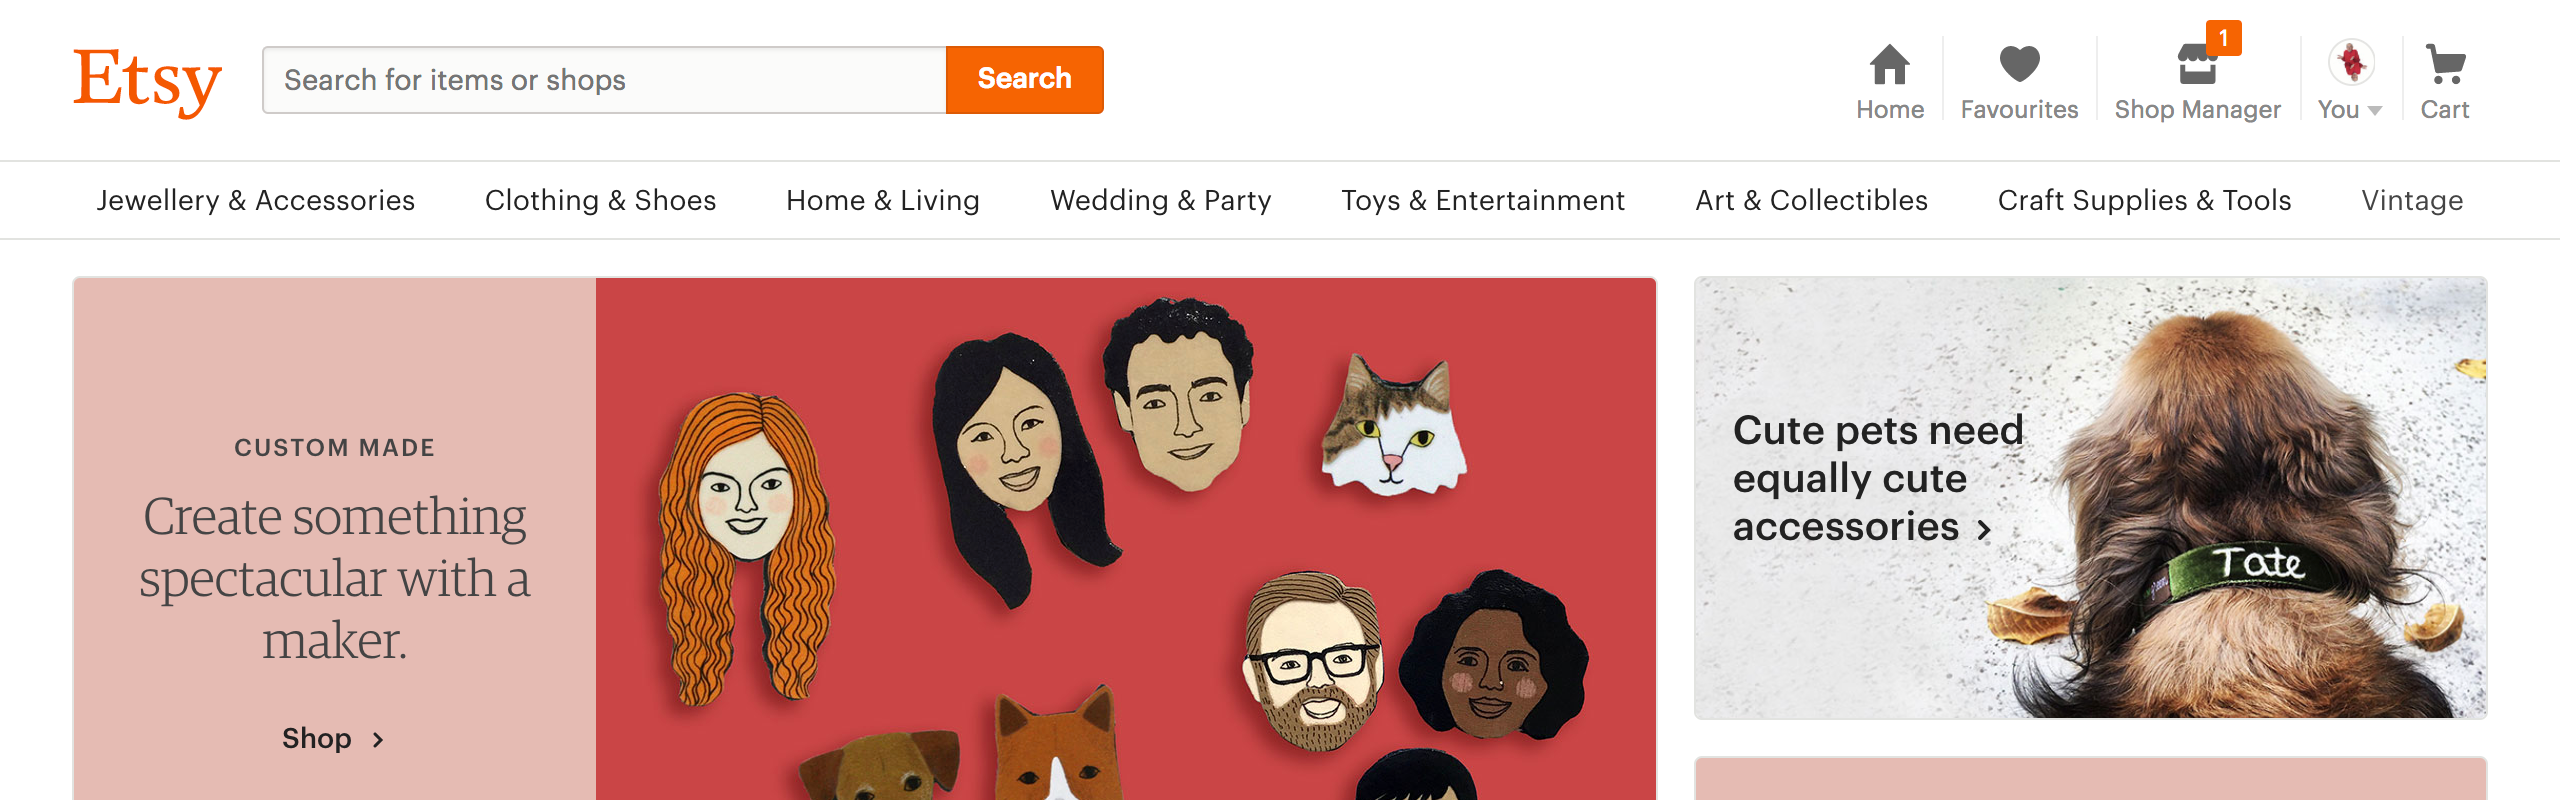 Etsy
Search for items or shops
Search
Home
Favourites
1
Shop Manager
You
Cart
Jewellery & Accessories
Clothing & Shoes
Home & Living
Wedding & Party
Toys & Entertainment
Art & Collectibles
Craft Supplies & Tools
Vintage
CUSTOM MADE
Create something
spectacular with a
maker.
Shop
Cute pets need
equally cute
accessories
Tate